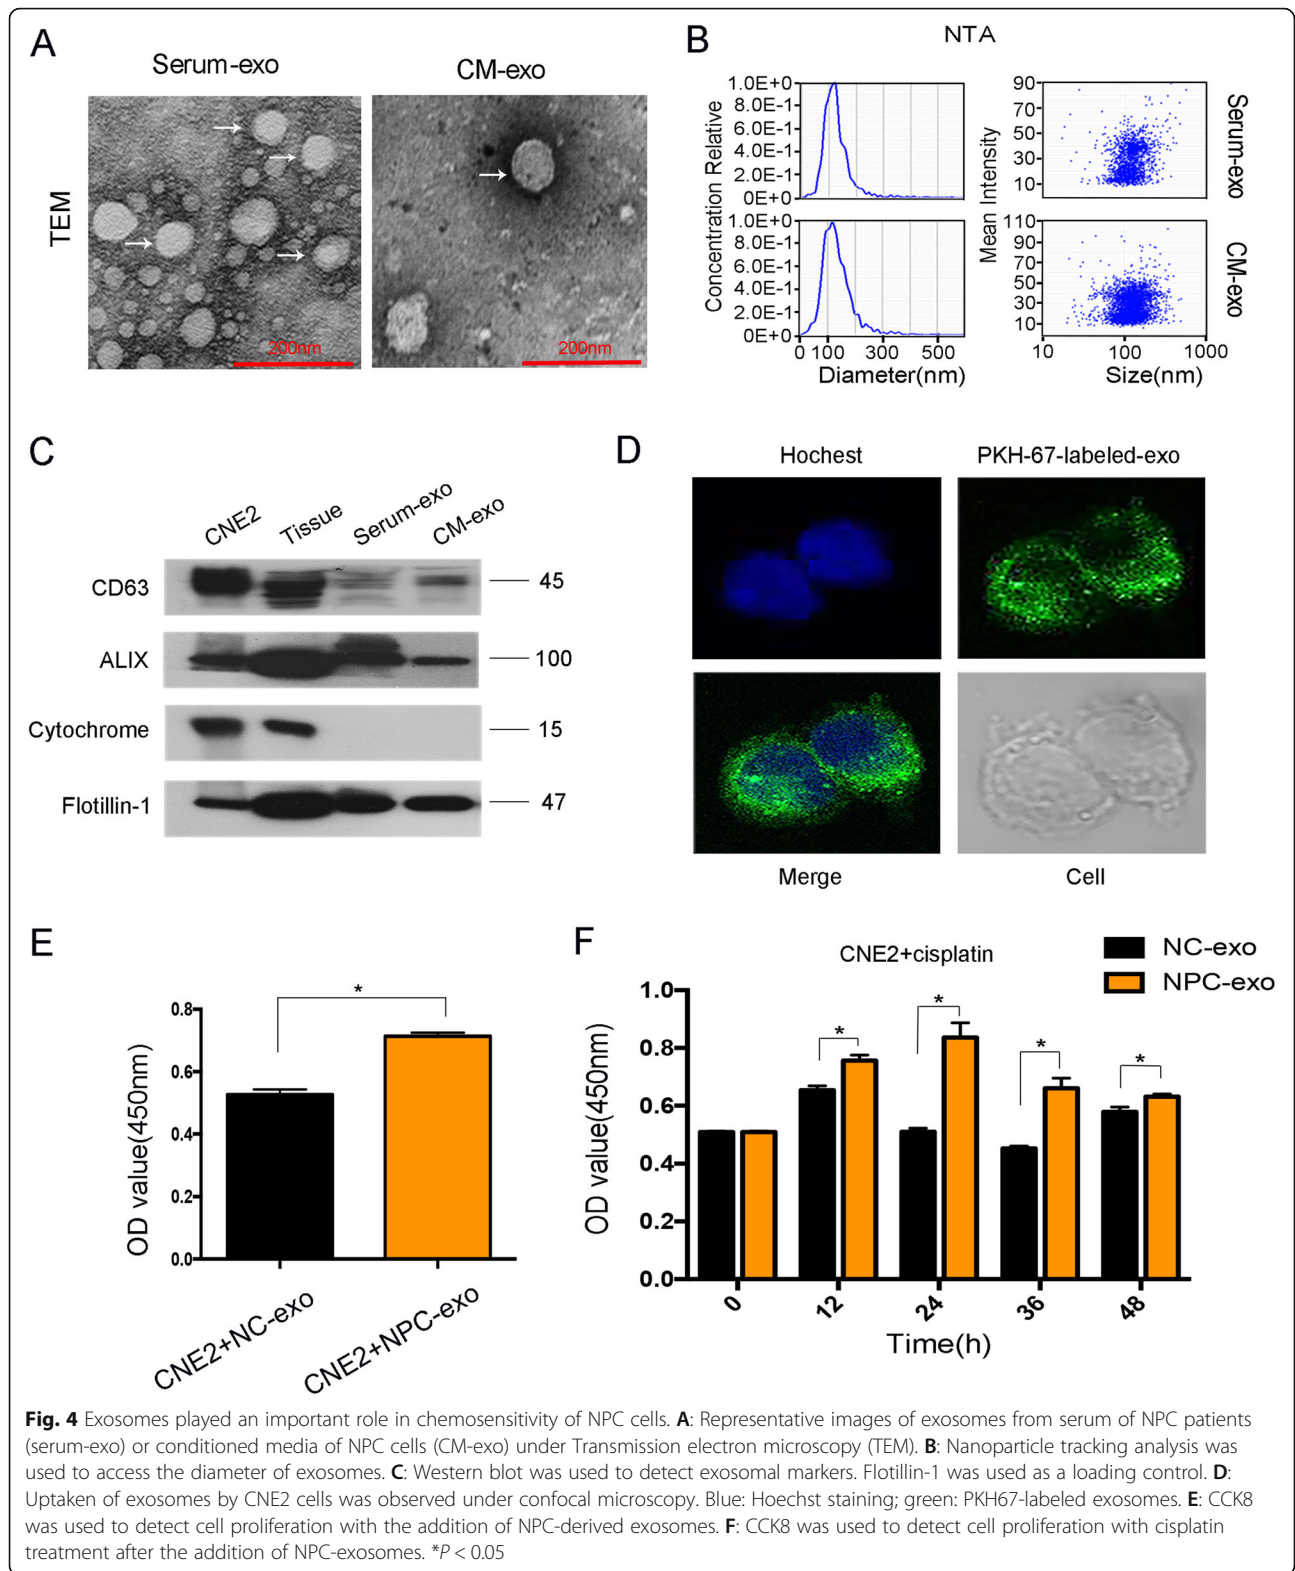 A
Serum-exo
CM-exo
TEM
200nm
200nm
B
NTA
Concentration Relative
1.0E+0
8.0E-1
6.0E-1
4.0E-1
2.0E-1
0E+0
1.0E+0
8.0E-1
6.0E-1
4.0E-1
2.0E-1
0E+0
0 100 300 500
Diameter(nm)
Mean Intensity
90
70
50
30
10
110
90
70
50
30
10
10 100 1000
Size(nm)
Serum-exo
CM-exo
C
CNE2 Tissue Serum-exo CM-exo
CD63 45
ALIX 100
Cytochrome 15
Flotillin-1 47
D
Hochest PKH-67-labeled-exo
Merge Cell
E
OD value(450nm)
0.8
0.6
0.4
0.2
0.0
*
CNE2+NC-exo
CNE2+NPC-exo
F
CNE2+cisplatin
NC-exo
NPC-exo
OD value(450nm)
1.0
0.8
0.6
0.4
0.2
0.0
* * * *
0 12 24 36 48
Time(h)
Fig. 4 Exosomes played an important role in chemosensitivity of NPC cells. A: Representative images of exosomes from serum of NPC patients
(serum-exo) or conditioned media of NPC cells (CM-exo) under Transmission electron microscopy (TEM). B: Nanoparticle tracking analysis was
used to access the diameter of exosomes. C: Western blot was used to detect exosomal markers. Flotillin-1 was used as a loading control. D:
Uptaken of exosomes by CNE2 cells was observed under confocal microscopy. Blue: Hoechst staining; green: PKH67-labeled exosomes. E: CCK8
was used to detect cell proliferation with the addition of NPC-derived exosomes. F: CCK8 was used to detect cell proliferation with cisplatin
treatment after the addition of NPC-exosomes. *P < 0.05